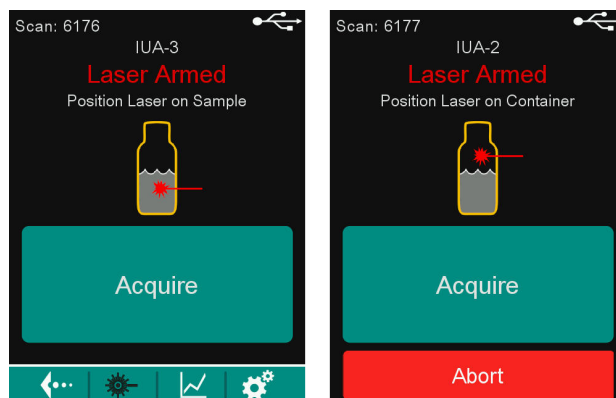 Scan: 6176
IUA-3
Laser Armed
Position Laser on Sample
Acquire
Scan: 6177
IUA-2
Laser Armed
Position Laser on Container
Acquire
Abort